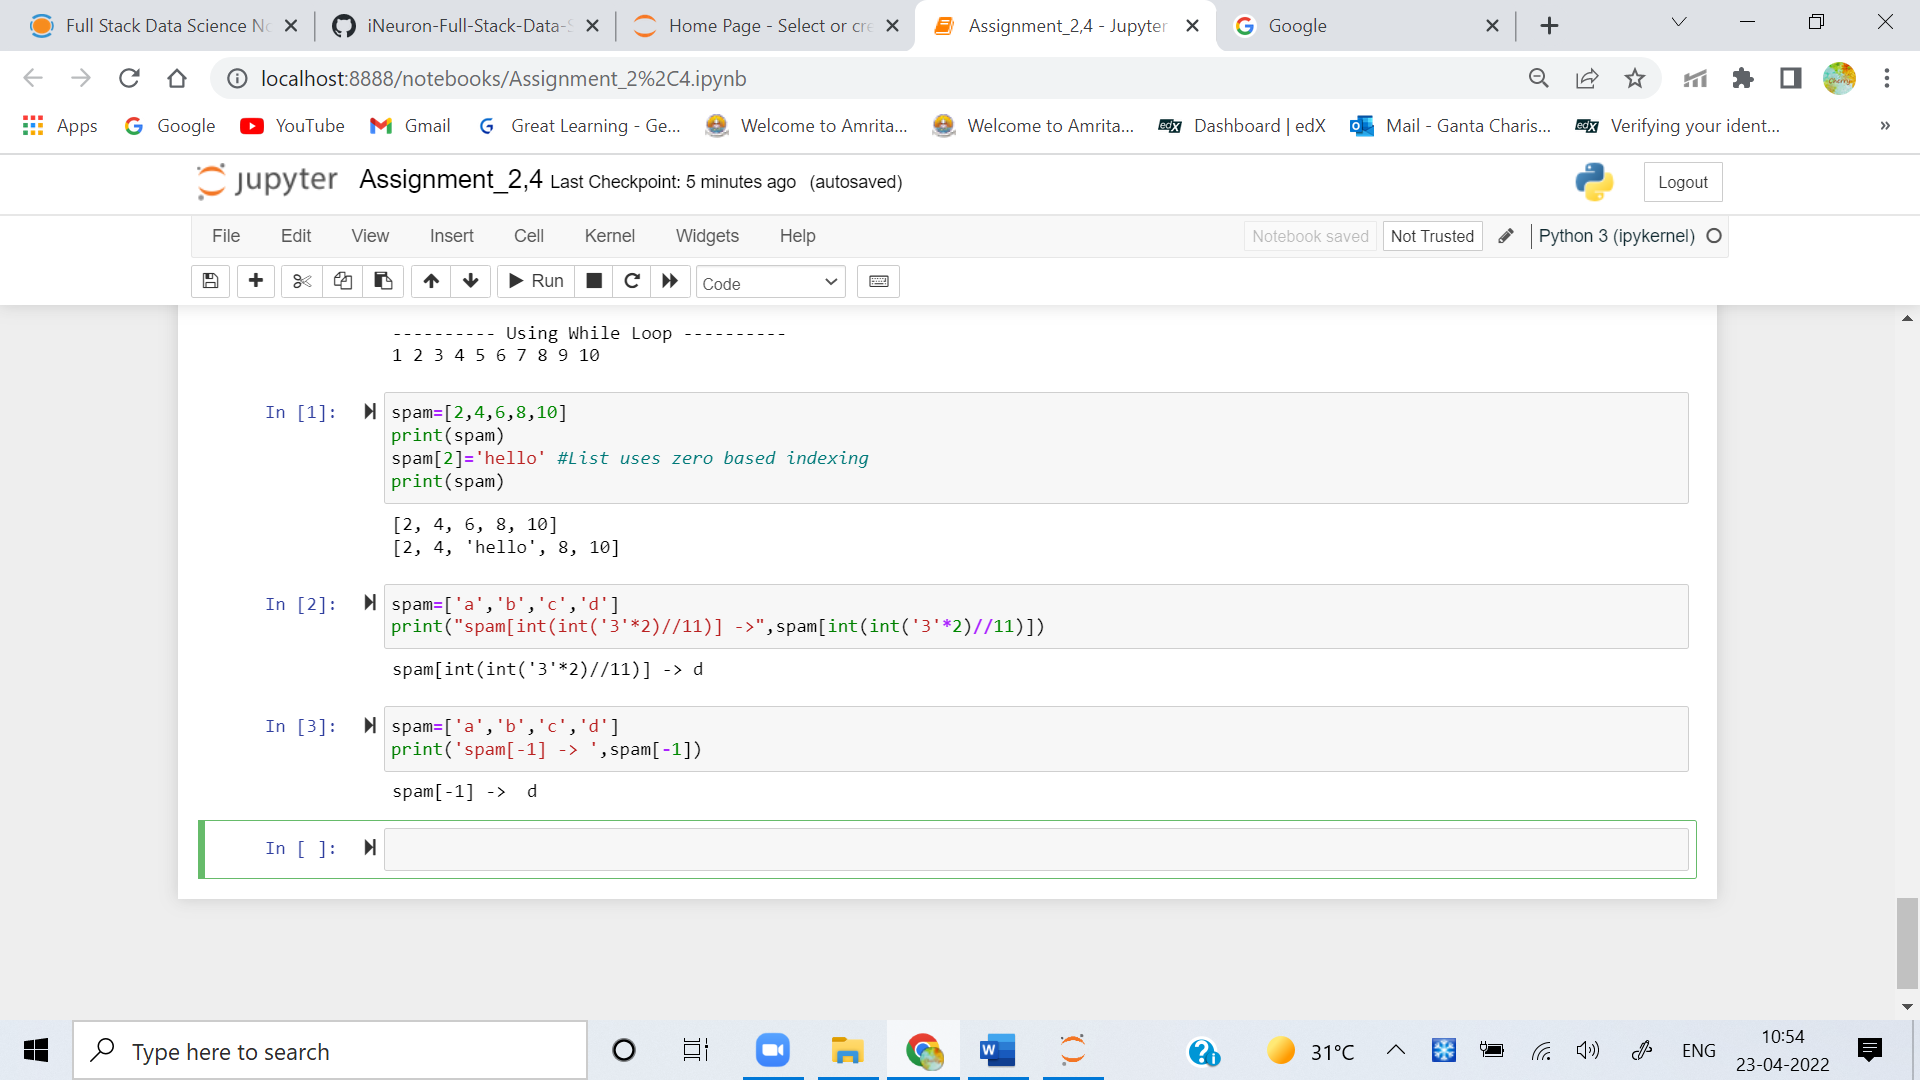 Full Stack Data Science No
iNeuron-Full-Stack-Data-S
Home Page - Select or cre
Assignment_2,4 - Jupyter
Google
localhost:8888/notebooks/Assignment_2%2C4.ipynb
Apps
Google
YouTube
Gmail
Great Learning - Ge...
Welcome to Amrita...
Welcome to Amrita...
edX
Dashboard | edX
Mail - Ganta Charis...
edX
Verifying your ident...
»
jupyter Assignment_2,4 Last Checkpoint: 5 minutes ago (autosaved)
Logout
File Edit View Insert Cell Kernel Widgets Help
Notebook saved Not Trusted Python 3 (ipykernel)
Run Code
---------- Using While Loop ----------
1 2 3 4 5 6 7 8 9 10
In [1]:
spam=[2,4,6,8,10]
print(spam)
spam[2]='hello' #List uses zero based indexing
print(spam)
[2, 4, 6, 8, 10]
[2, 4, 'hello', 8, 10]
In [2]:
spam=['a','b','c','d']
print("spam[int(int('3'*2)//11)] ->",spam[int(int('3'*2)//11)])
spam[int(int('3'*2)//11)] -> d
In [3]:
spam=['a','b','c','d']
print('spam[-1] -> ',spam[-1])
spam[-1] ->  d
In [ ]:
Type here to search
31°C
ENG
10:54
23-04-2022